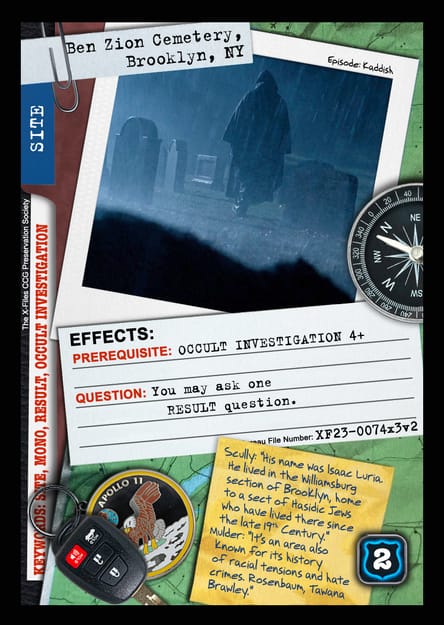 Ben Zion Cemetery,
Brooklyn, NY
Episode: Kaddish
SITE
The X-Files CCG Preservation Society
KEYWORDS: SITE, MONO, RESULT, OCCULT INVESTIGATION
N
NE
NW
W
WS
EFFECTS:
PREREQUISITE: OCCULT INVESTIGATION 4+
QUESTION: You may ask one
RESULT question.
File Number: XF23-0074x3v2
APOLLO 11
Scully: "His name was Isaac Luria.
He lived in the Williamsburg
section of Brooklyn, home
to a sect of Hasidic Jews
who have lived there since
the late 19th Century."
Mulder: "It's an area also
known for its history
of racial tensions and hate
crimes. Rosenbaum, Tawana
Brawley."
2